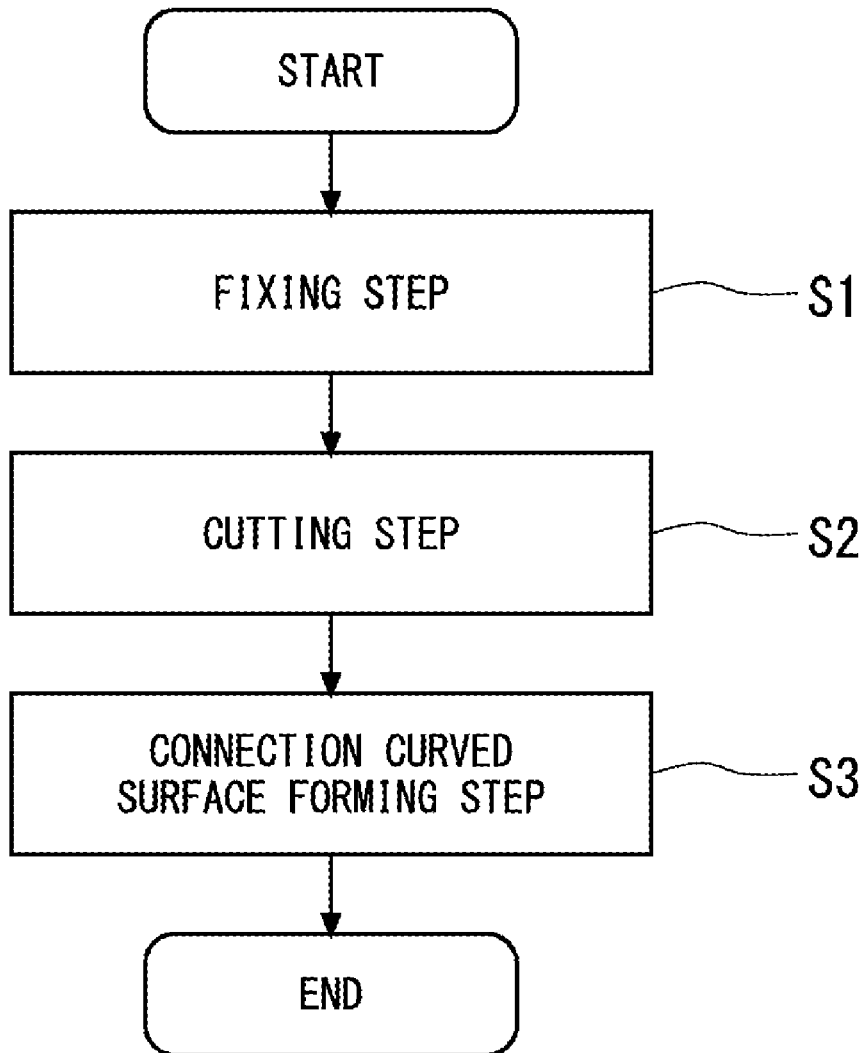 START
FIXING STEP
S1
CUTTING STEP
S2
CONNECTION CURVED
SURFACE FORMING STEP
S3
END